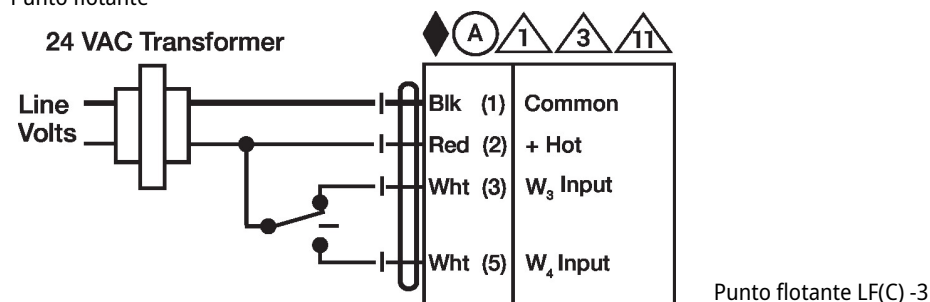 Punto flotante
24 VAC Transformer
A 1 3 11
Line
Volts
Blk (1) Common
Red (2) + Hot
Wht (3) W₃ Input
Wht (5) W₄ Input
Punto flotante LF(C) -3